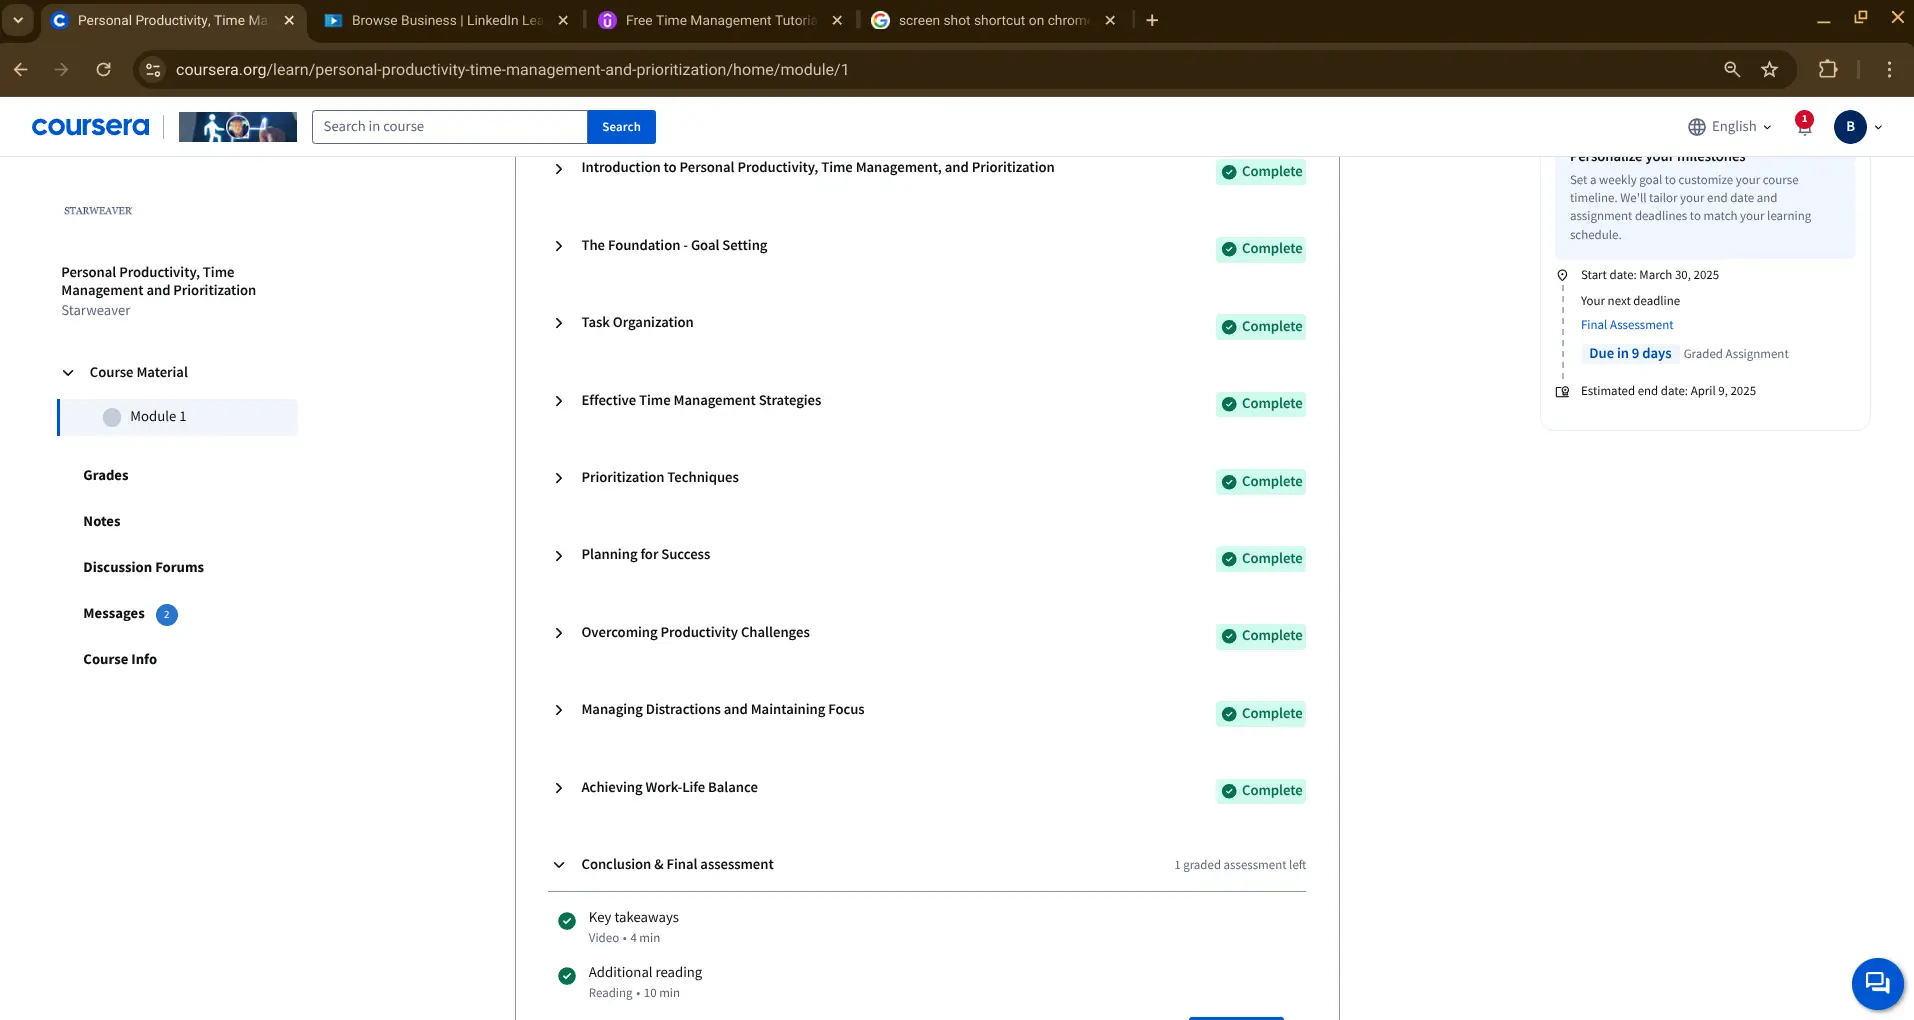 Personal Productivity, Time Ma
Browse Business | LinkedIn Lea
Free Time Management Tutoria
screen shot shortcut on chrome
coursera.org/learn/personal-productivity-time-management-and-prioritization/home/module/1
coursera
Search in course
Search
English
1
B
STARWEAVER
Personal Productivity, Time
Management and Prioritization
Starweaver
Course Material
Module 1
Grades
Notes
Discussion Forums
Messages 2
Course Info
Introduction to Personal Productivity, Time Management, and Prioritization
Complete
The Foundation - Goal Setting
Complete
Task Organization
Complete
Effective Time Management Strategies
Complete
Prioritization Techniques
Complete
Planning for Success
Complete
Overcoming Productivity Challenges
Complete
Managing Distractions and Maintaining Focus
Complete
Achieving Work-Life Balance
Complete
Conclusion & Final assessment
1 graded assessment left
Key takeaways
Video • 4 min
Additional reading
Reading • 10 min
Personalize your milestones
Set a weekly goal to customize your course
timeline. We'll tailor your end date and
assignment deadlines to match your learning
schedule.
Start date: March 30, 2025
Your next deadline
Final Assessment
Due in 9 days Graded Assignment
Estimated end date: April 9, 2025